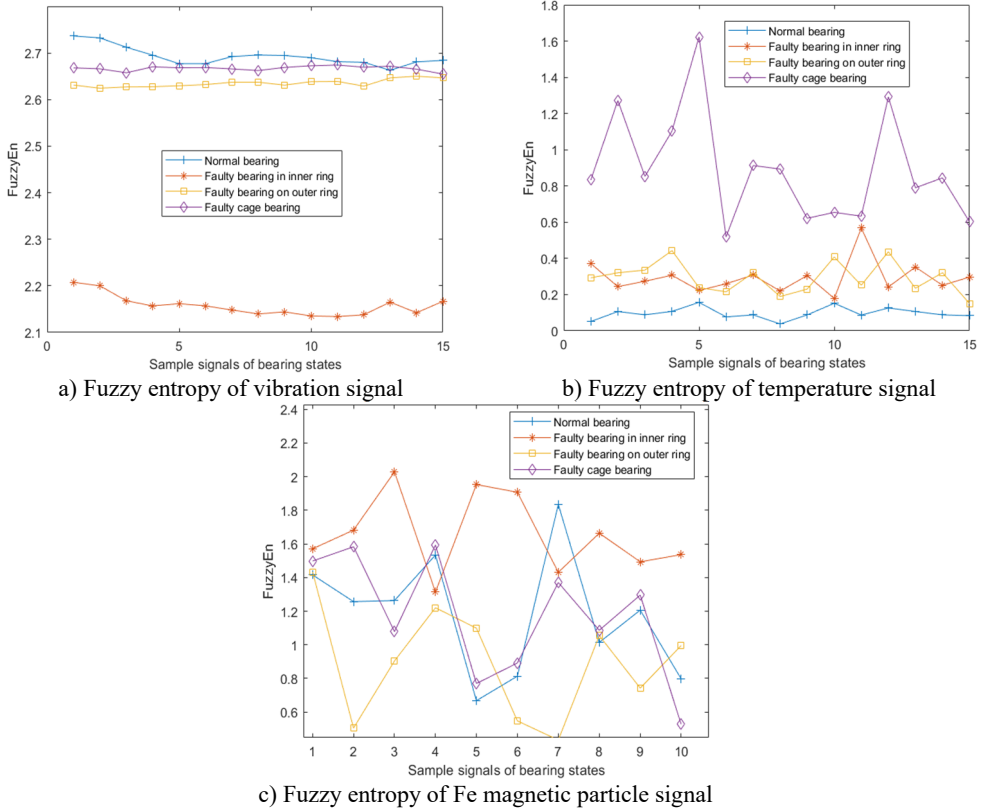 2.7
2.6
2.5
2.4
2.3
2.2
2.1
FuzzyEn
Normal bearing
Faulty bearing in inner ring
Faulty bearing on outer ring
Faulty cage bearing
0 5 10 15
Sample signals of bearing states
a) Fuzzy entropy of vibration signal
1.8
1.6
1.4
1.2
1
0.8
0.6
0.4
0.2
0
FuzzyEn
Normal bearing
Faulty bearing in inner ring
Faulty bearing on outer ring
Faulty cage bearing
0 5 10 15
Sample signals of bearing states
b) Fuzzy entropy of temperature signal
2.4
2.2
2
1.8
1.6
1.4
1.2
1
0.8
0.6
FuzzyEn
Normal bearing
Faulty bearing in inner ring
Faulty bearing on outer ring
Faulty cage bearing
1 2 3 4 5 6 7 8 9 10
Sample signals of bearing states
c) Fuzzy entropy of Fe magnetic particle signal